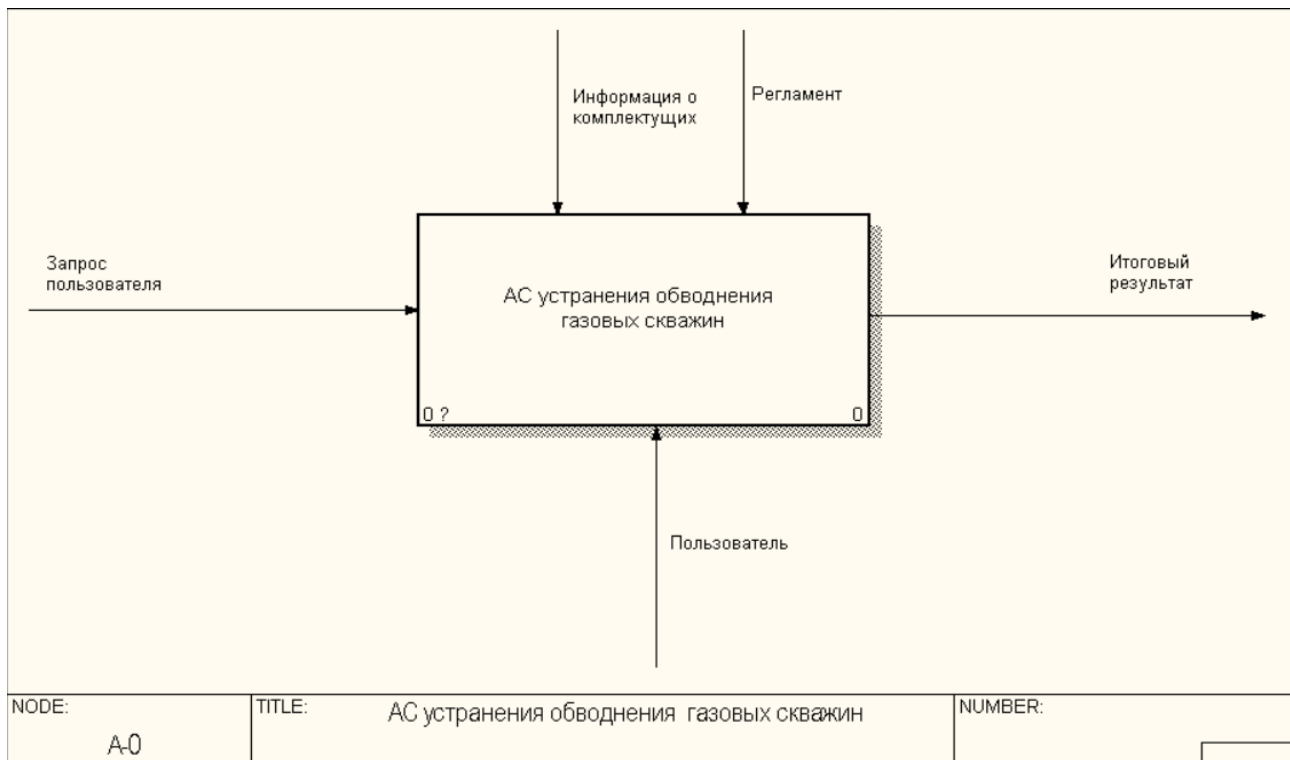 Информация о
комплектущих
Регламент
Запрос
пользователя
АС устранения обводнения
газовых скважин
0 ?
0
Итоговый
результат
Пользователь
NODE:
A-0
TITLE:
АС устранения обводнения газовых скважин
NUMBER: